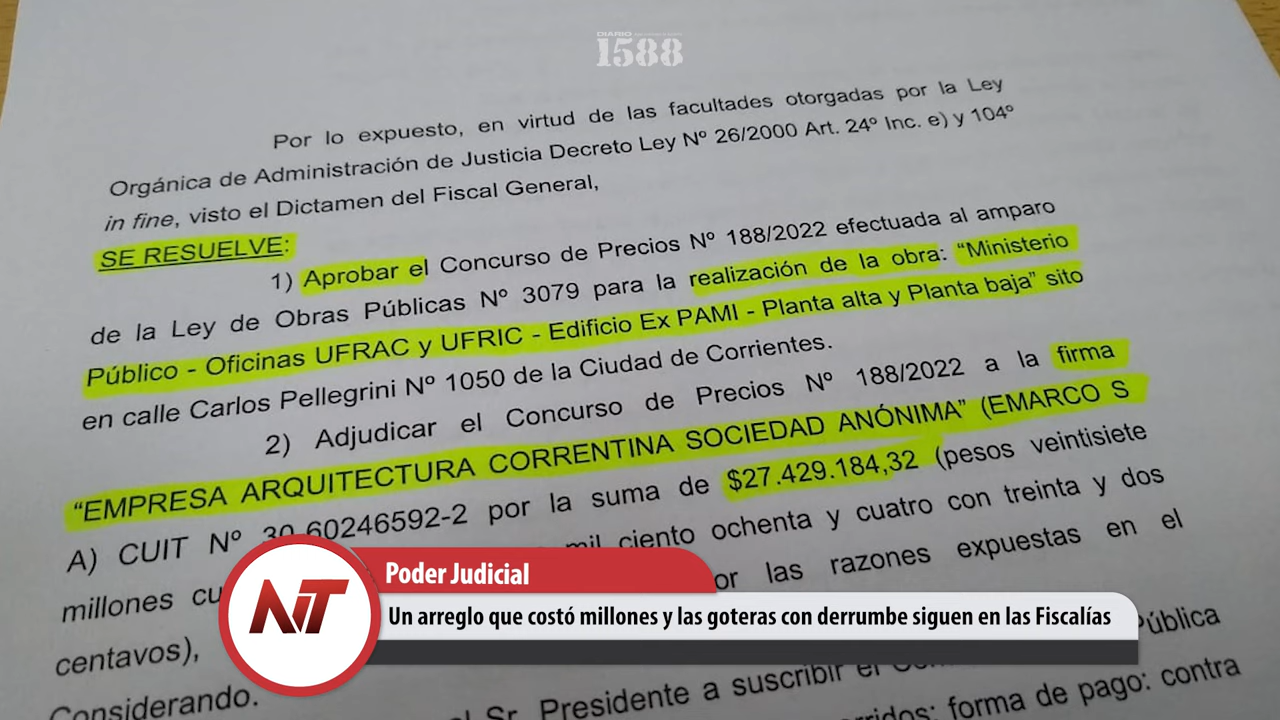 DIARIO
1588
Por lo expuesto, en virtud de las facultades otorgadas por la Ley
Orgánica de Administración de Justicia Decreto Ley Nº 26/2000 Art. 24º Inc. e) y 104º
in fine, visto el Dictamen del Fiscal General,
SE RESUELVE:
1) Aprobar el Concurso de Precios Nº 188/2022 efectuada al amparo
de la Ley de Obras Públicas Nº 3079 para la realización de la obra: “Ministerio
Público - Oficinas UFRAC y UFRIC - Edificio Ex PAMI - Planta alta y Planta baja” sito
en calle Carlos Pellegrini Nº 1050 de la Ciudad de Corrientes.
2) Adjudicar el Concurso de Precios Nº 188/2022 a la firma
“EMPRESA ARQUITECTURA CORRENTINA SOCIEDAD ANÓNIMA” (EMARCO S
A) CUIT Nº 30-60246592-2 por la suma de $27.429.184,32 (pesos veintisiete
millones mil ciento ochenta y cuatro con treinta y dos
centavos), por las razones expuestas en el
Considerando.
Pública
Sr. Presidente a suscribir el
forma de pago: contra
NT
Poder Judicial
Un arreglo que costó millones y las goteras con derrumbe siguen en las Fiscalías